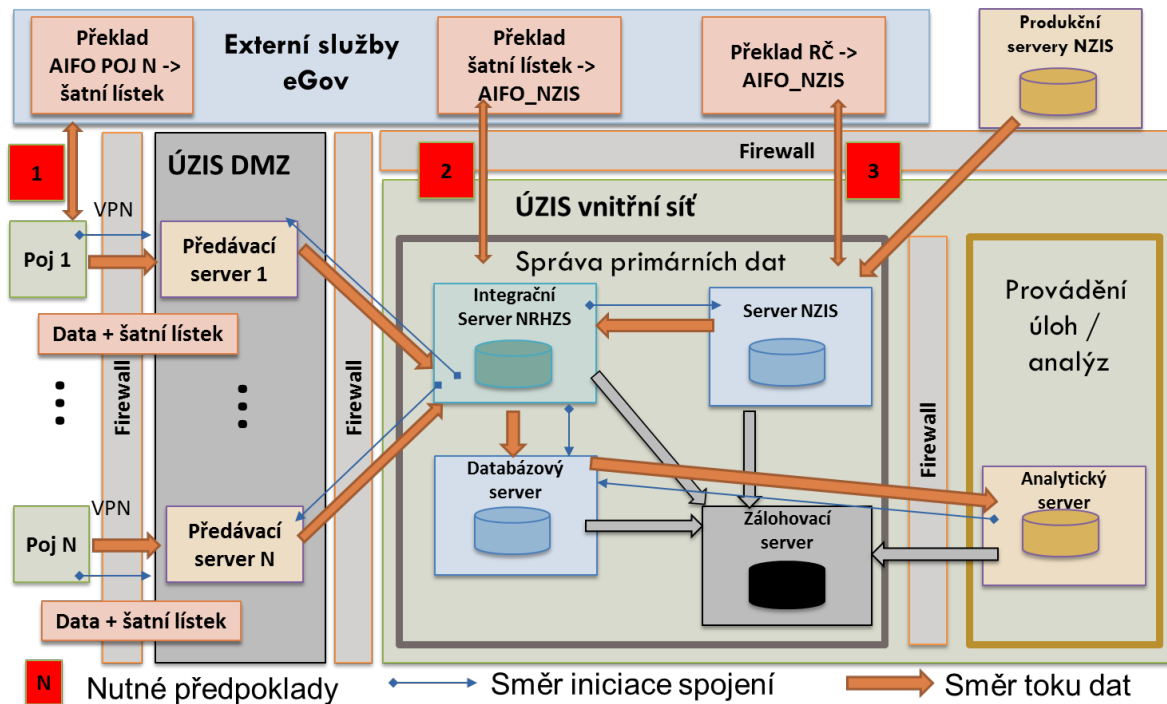 Překlad
AIFO POJ N ->
šatní lístek
Externí služby
eGov
Překlad
šatní lístek ->
AIFO_NZIS
Překlad RČ ->
AIFO_NZIS
Produkční
servery NZIS
1
2
3
Firewall
ÚZIS DMZ
ÚZIS vnitřní síť
VPN
Poj 1
Předávací
server 1
Data + šatní lístek
Firewall
Firewall
Správa primárních dat
Integrační
Server NRHZS
Server NZIS
Firewall
Provádění
úloh /
analýz
Databázový
server
Zálohovací
server
Analytický
server
VPN
Poj N
Předávací
server N
Data + šatní lístek
N
Nutné předpoklady
Směr iniciace spojení
Směr toku dat